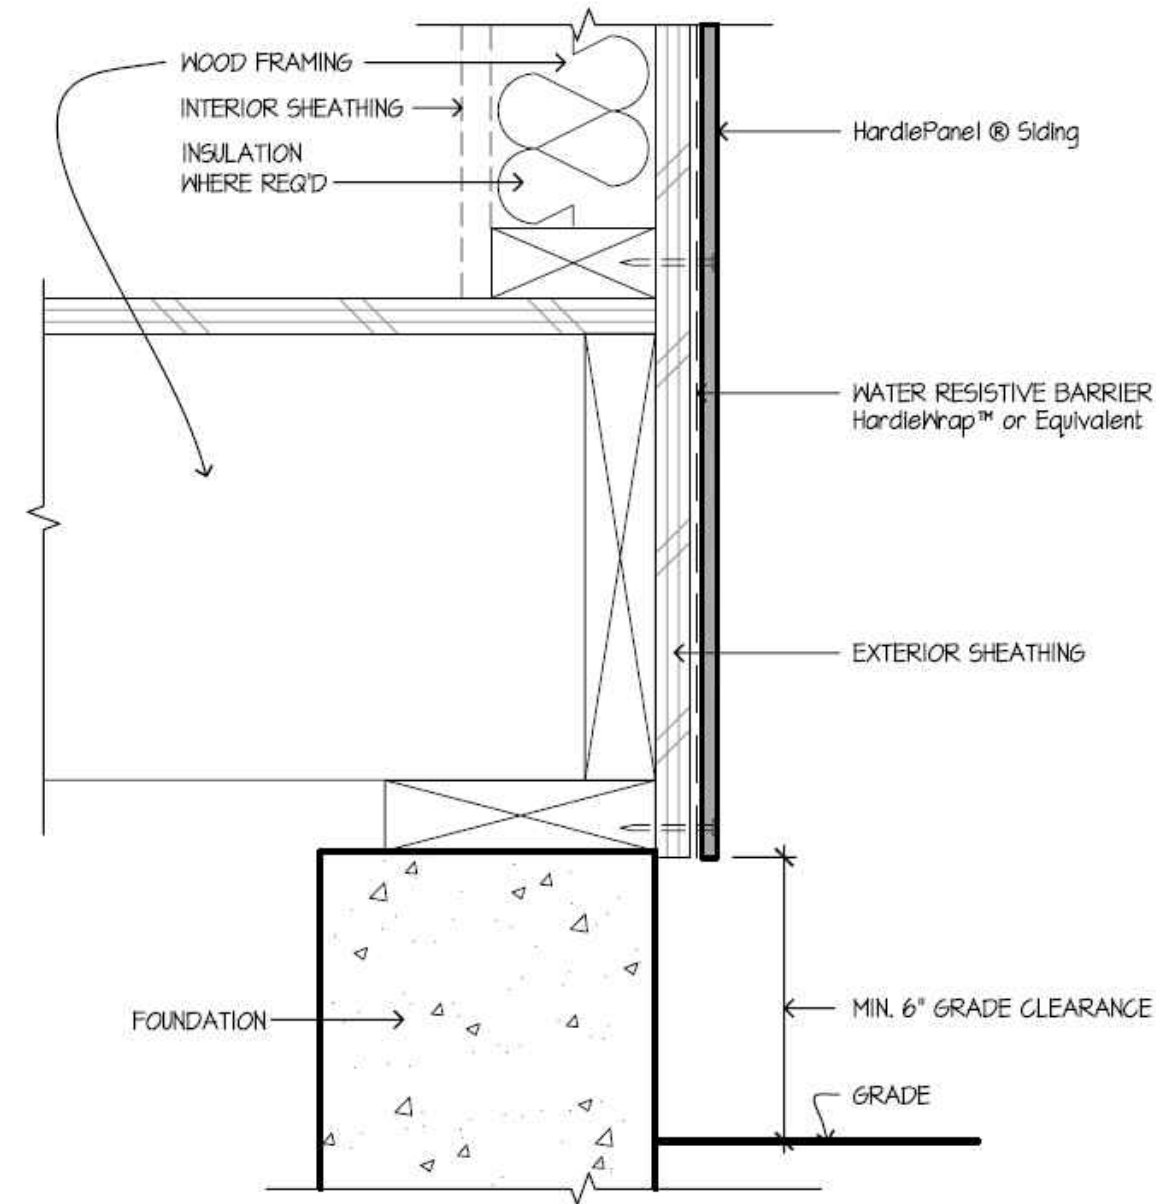 WOOD FRAMING
INTERIOR SHEATHING
INSULATION
WHERE REQ'D
HardiePanel ® Siding
WATER RESISTIVE BARRIER
HardieWrap™ or Equivalent
EXTERIOR SHEATHING
FOUNDATION
MIN. 6" GRADE CLEARANCE
GRADE